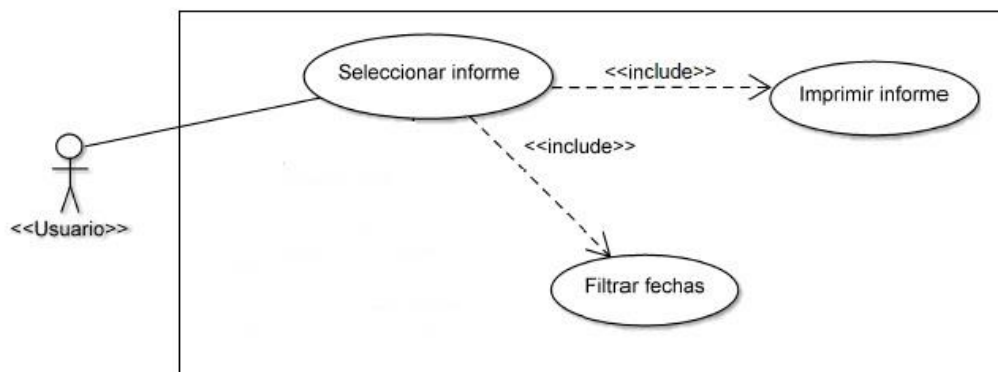 Seleccionar informe
<<include>>
Imprimir informe
<<include>>
<<Usuario>>
Filtrar fechas